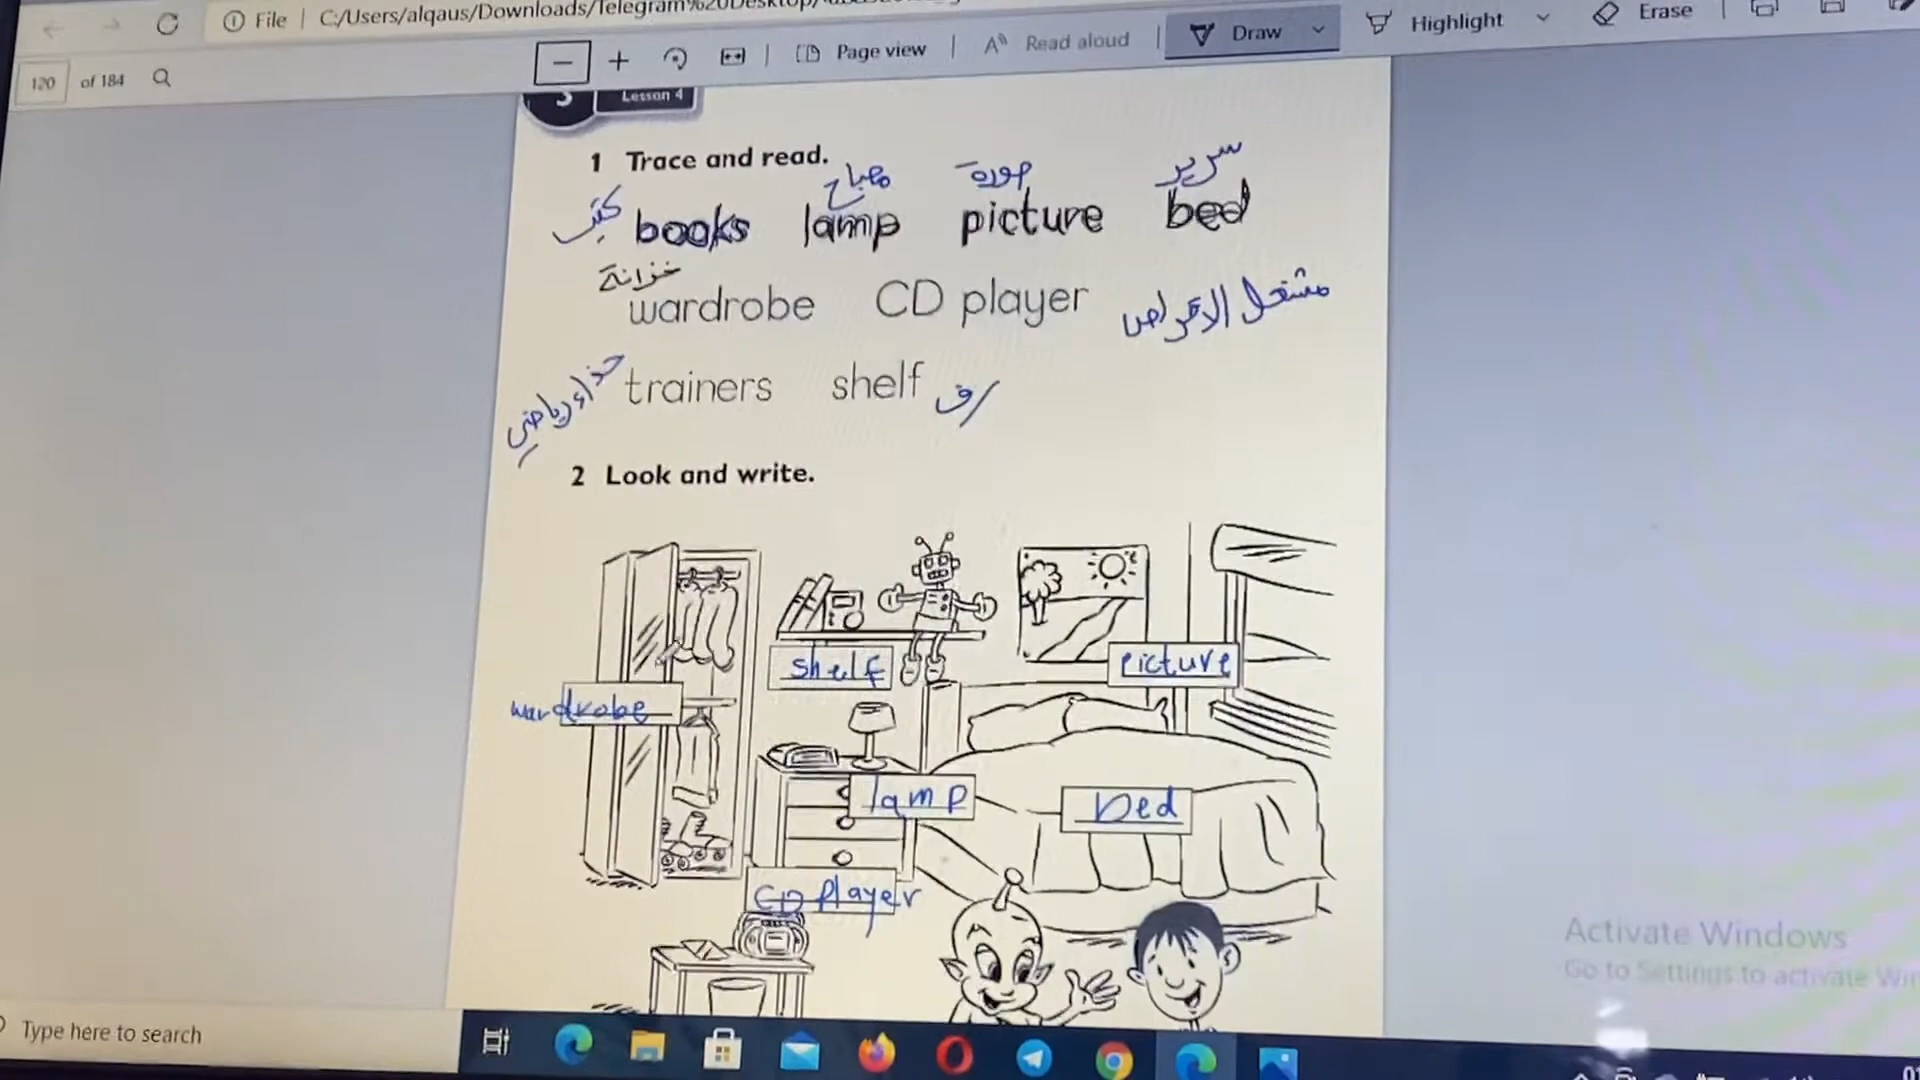 File | C:/Users/alqaus/Downloads/Telegram%20Desktop/
120 of 184 Page view Read aloud Draw Highlight Erase
Lesson 4
1 Trace and read.
مصباح صورة سرير
كتب books lamp picture bed
خزانة
wardrobe CD player مشغل الاقراص
حذاء رياضي trainers shelf رف
2 Look and write.
shelf picture
wardrobe
lamp bed
CD Player
Activate Windows
Go to Settings to activate Win
Type here to search